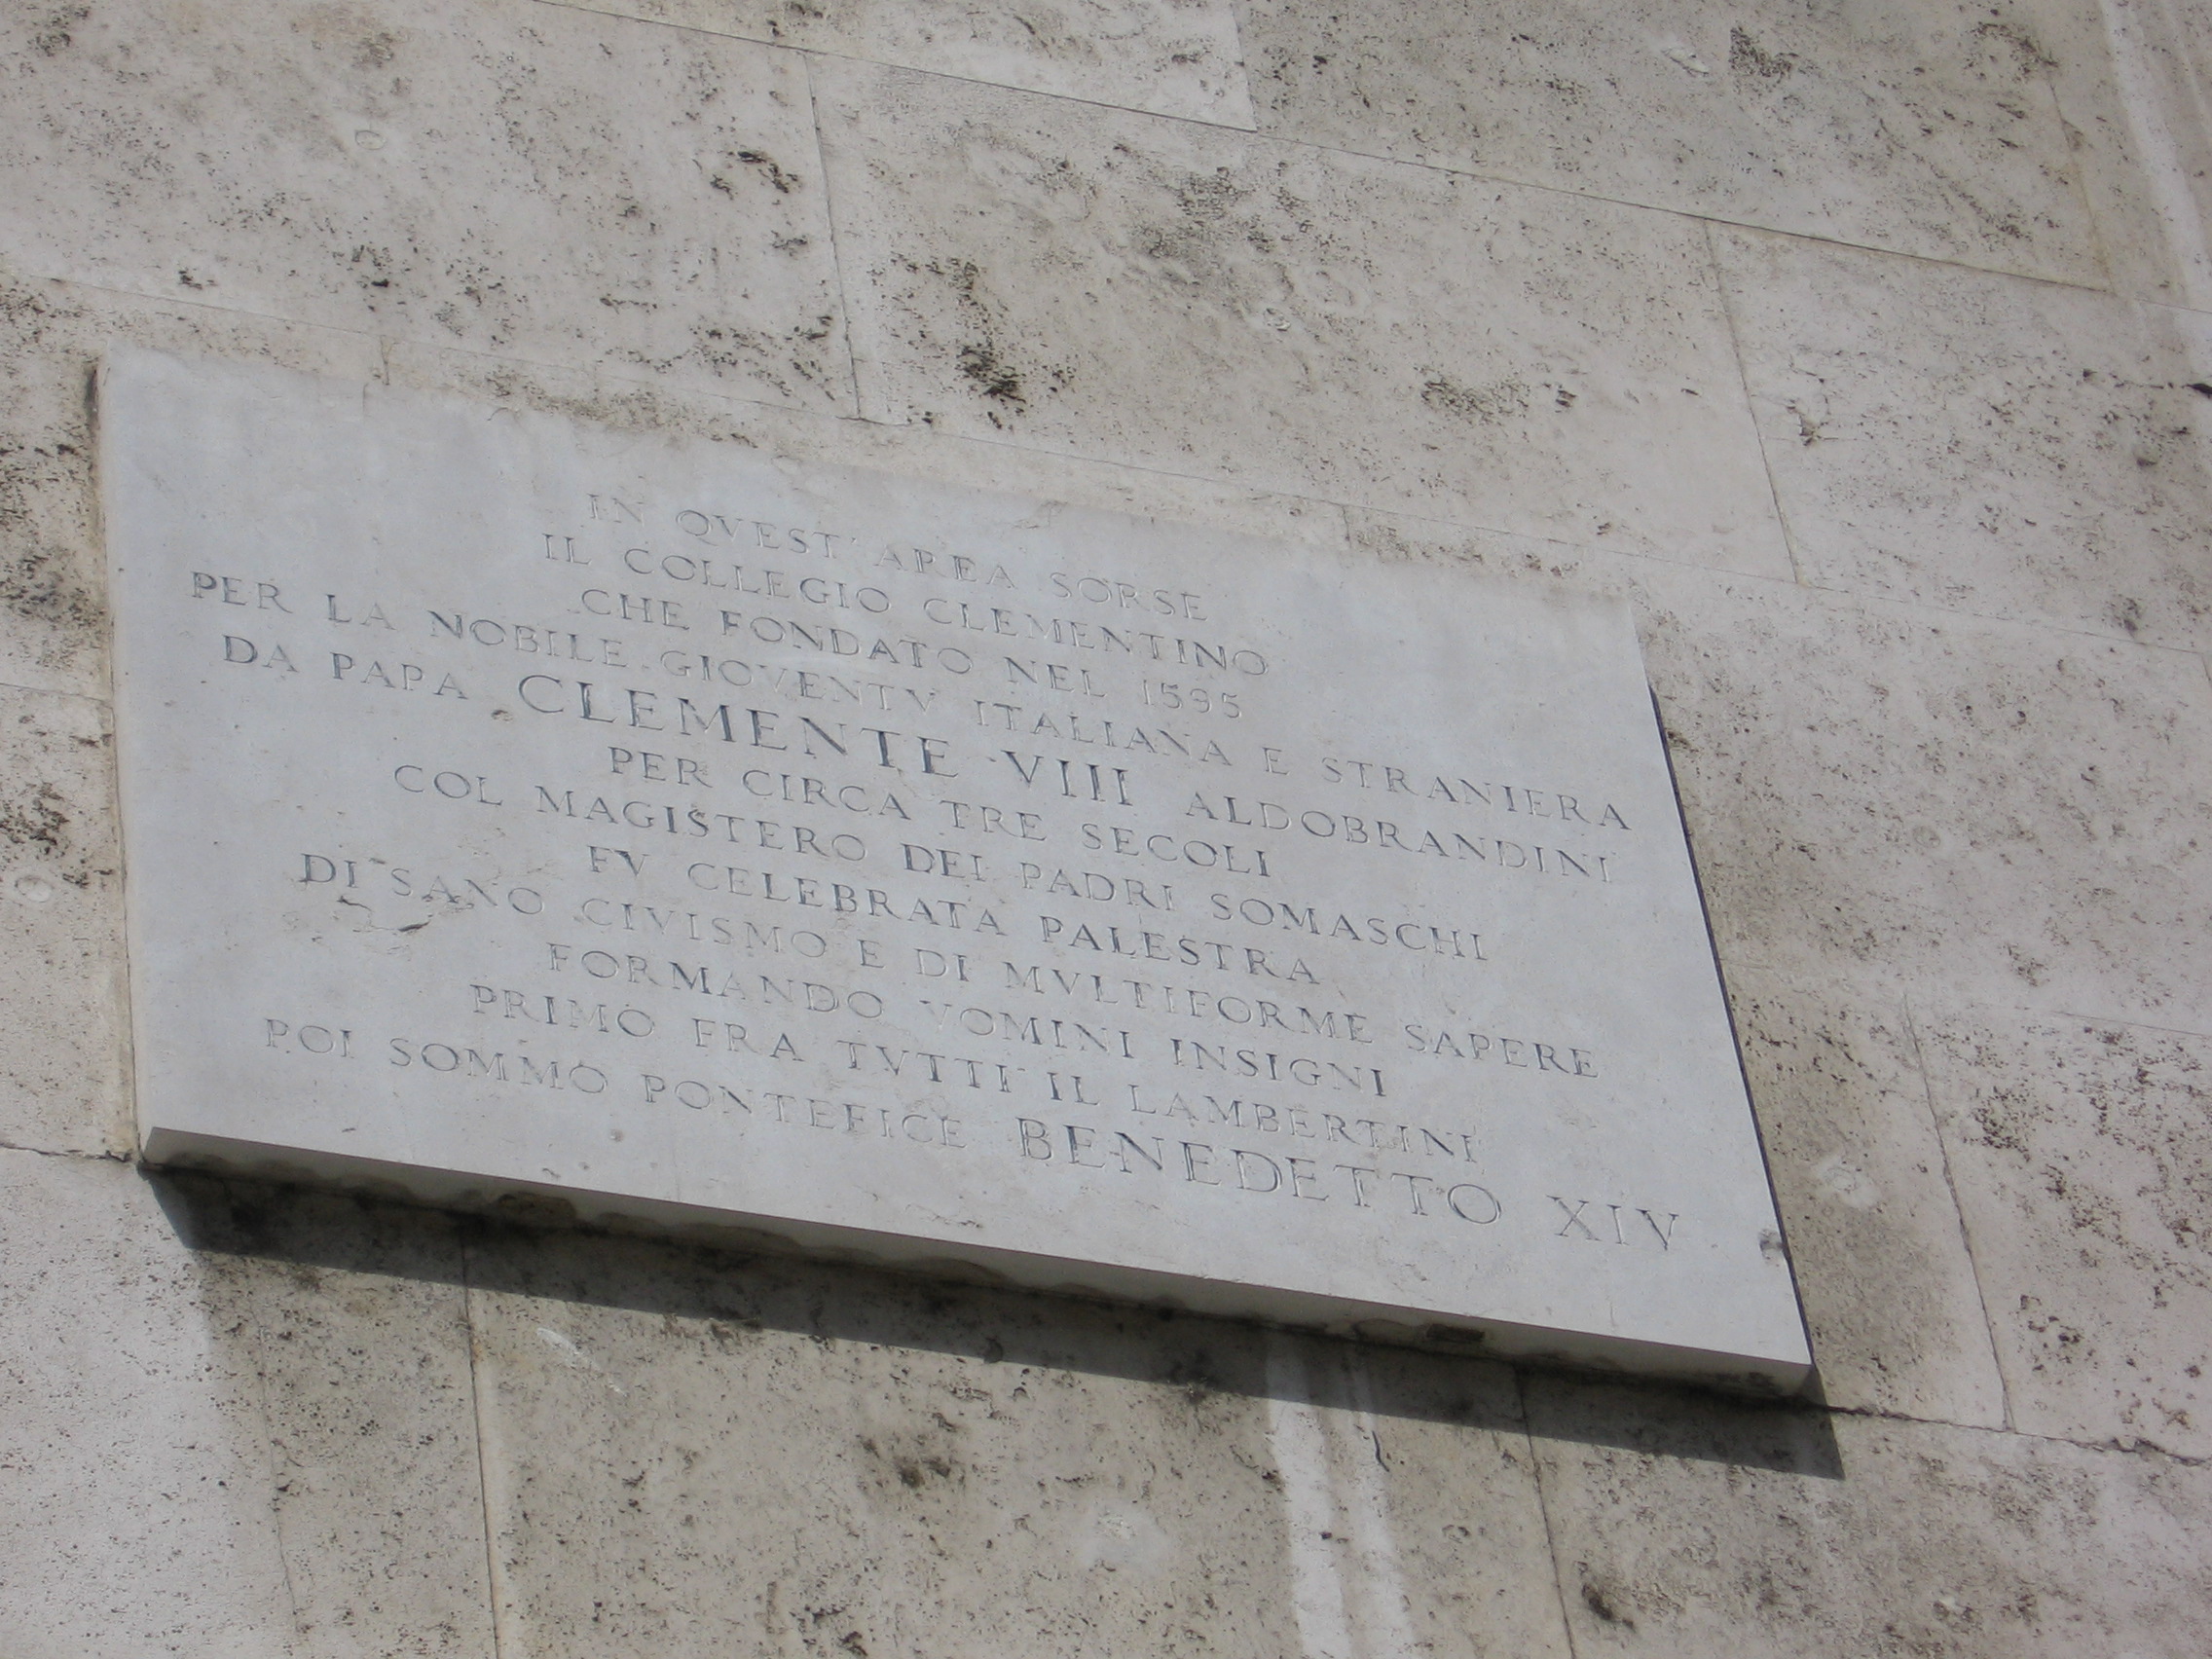 IN QVEST' AREA SORSE
IL COLLEGIO CLEMENTINO
CHE FONDATO NEL 1595
PER LA NOBILE GIOVENTV ITALIANA E STRANIERA
DA PAPA CLEMENTE VIII ALDOBRANDINI
PER CIRCA TRE SECOLI
COL MAGISTERO DEI PADRI SOMASCHI
FV CELEBRATA PALESTRA
DI SANO CIVISMO E DI MVLTIFORME SAPERE
FORMANDO VOMINI INSIGNI
PRIMO FRA TVTTI IL LAMBERTINI
POI SOMMO PONTEFICE BENEDETTO XIV